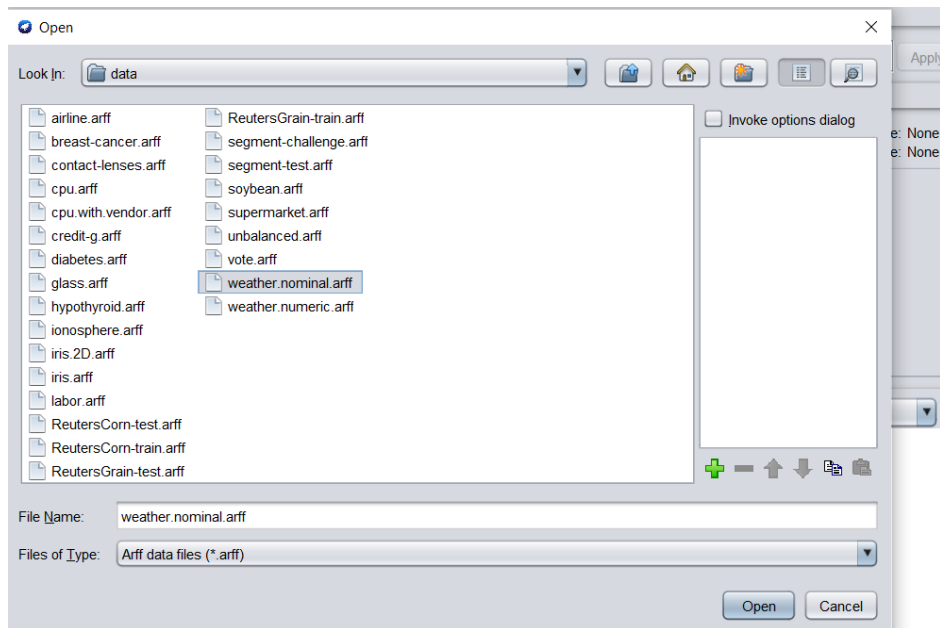 Open
Apply
Look In: data
airline.arff
breast-cancer.arff
contact-lenses.arff
cpu.arff
cpu.with.vendor.arff
credit-g.arff
diabetes.arff
glass.arff
hypothyroid.arff
ionosphere.arff
iris.2D.arff
iris.arff
labor.arff
ReutersCorn-test.arff
ReutersCorn-train.arff
ReutersGrain-test.arff
ReutersGrain-train.arff
segment-challenge.arff
segment-test.arff
soybean.arff
supermarket.arff
unbalanced.arff
vote.arff
weather.nominal.arff
weather.numeric.arff
Invoke options dialog
e: None
e: None
File Name: weather.nominal.arff
Files of Type: Arff data files (*.arff)
Open Cancel